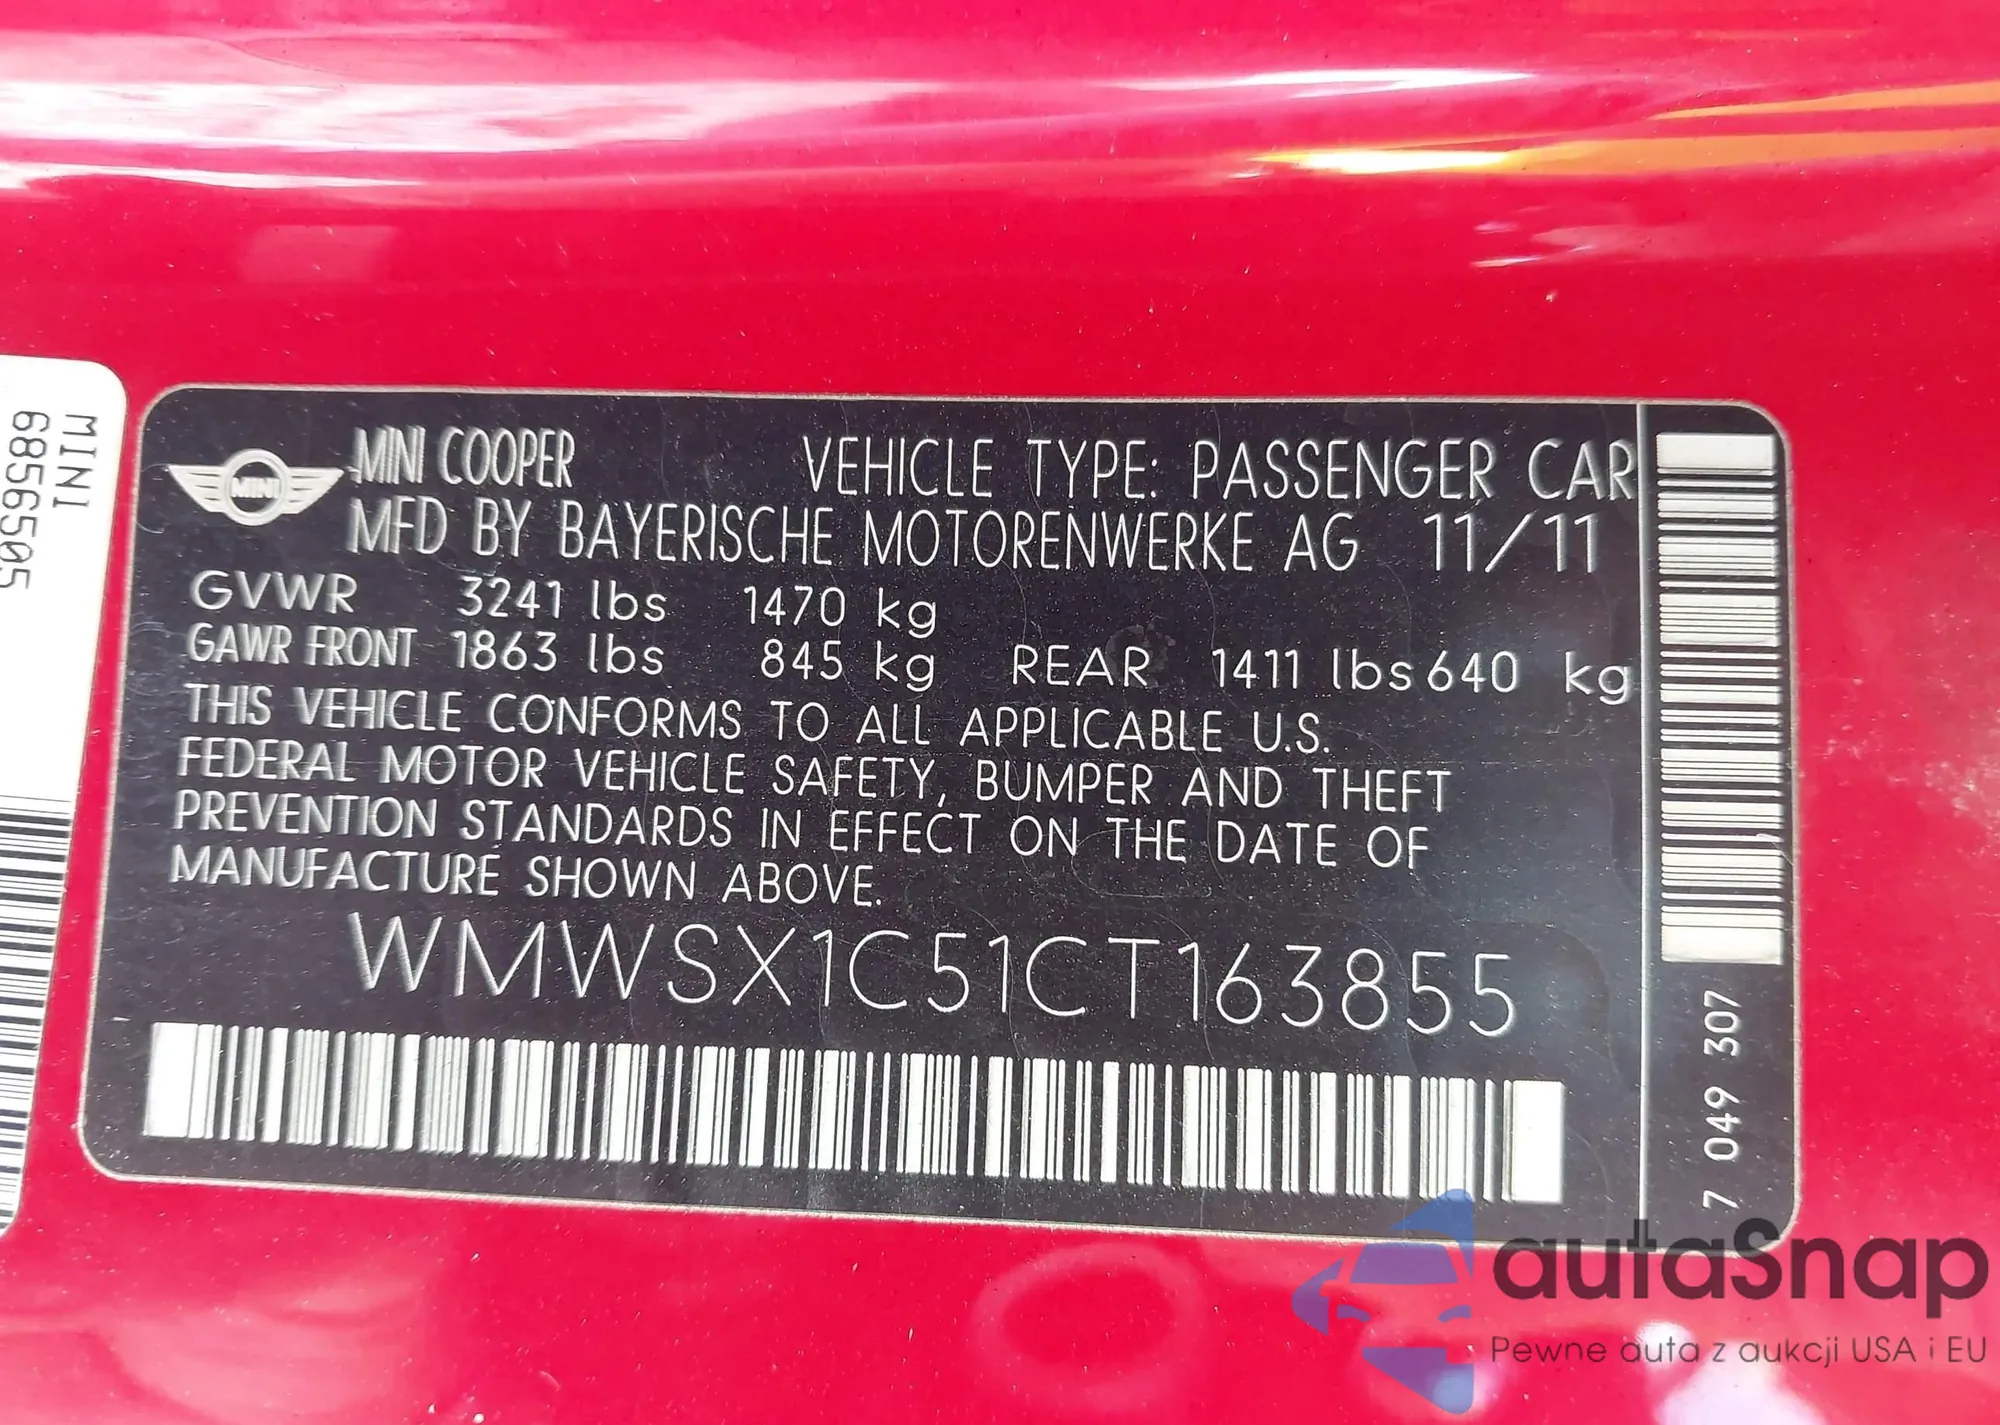 MINI
6856505
MINI
MINI COOPER VEHICLE TYPE: PASSENGER CAR
MFD BY BAYERISCHE MOTORENWERKE AG 11/11
GVWR 3241 lbs 1470 kg
GAWR FRONT 1863 lbs 845 kg REAR 1411 lbs 640 kg
THIS VEHICLE CONFORMS TO ALL APPLICABLE U.S.
FEDERAL MOTOR VEHICLE SAFETY, BUMPER AND THEFT
PREVENTION STANDARDS IN EFFECT ON THE DATE OF
MANUFACTURE SHOWN ABOVE.
WMWSX1C51CT163855
7 049 307
autaSnap
Pewne auta z aukcji USA i EU